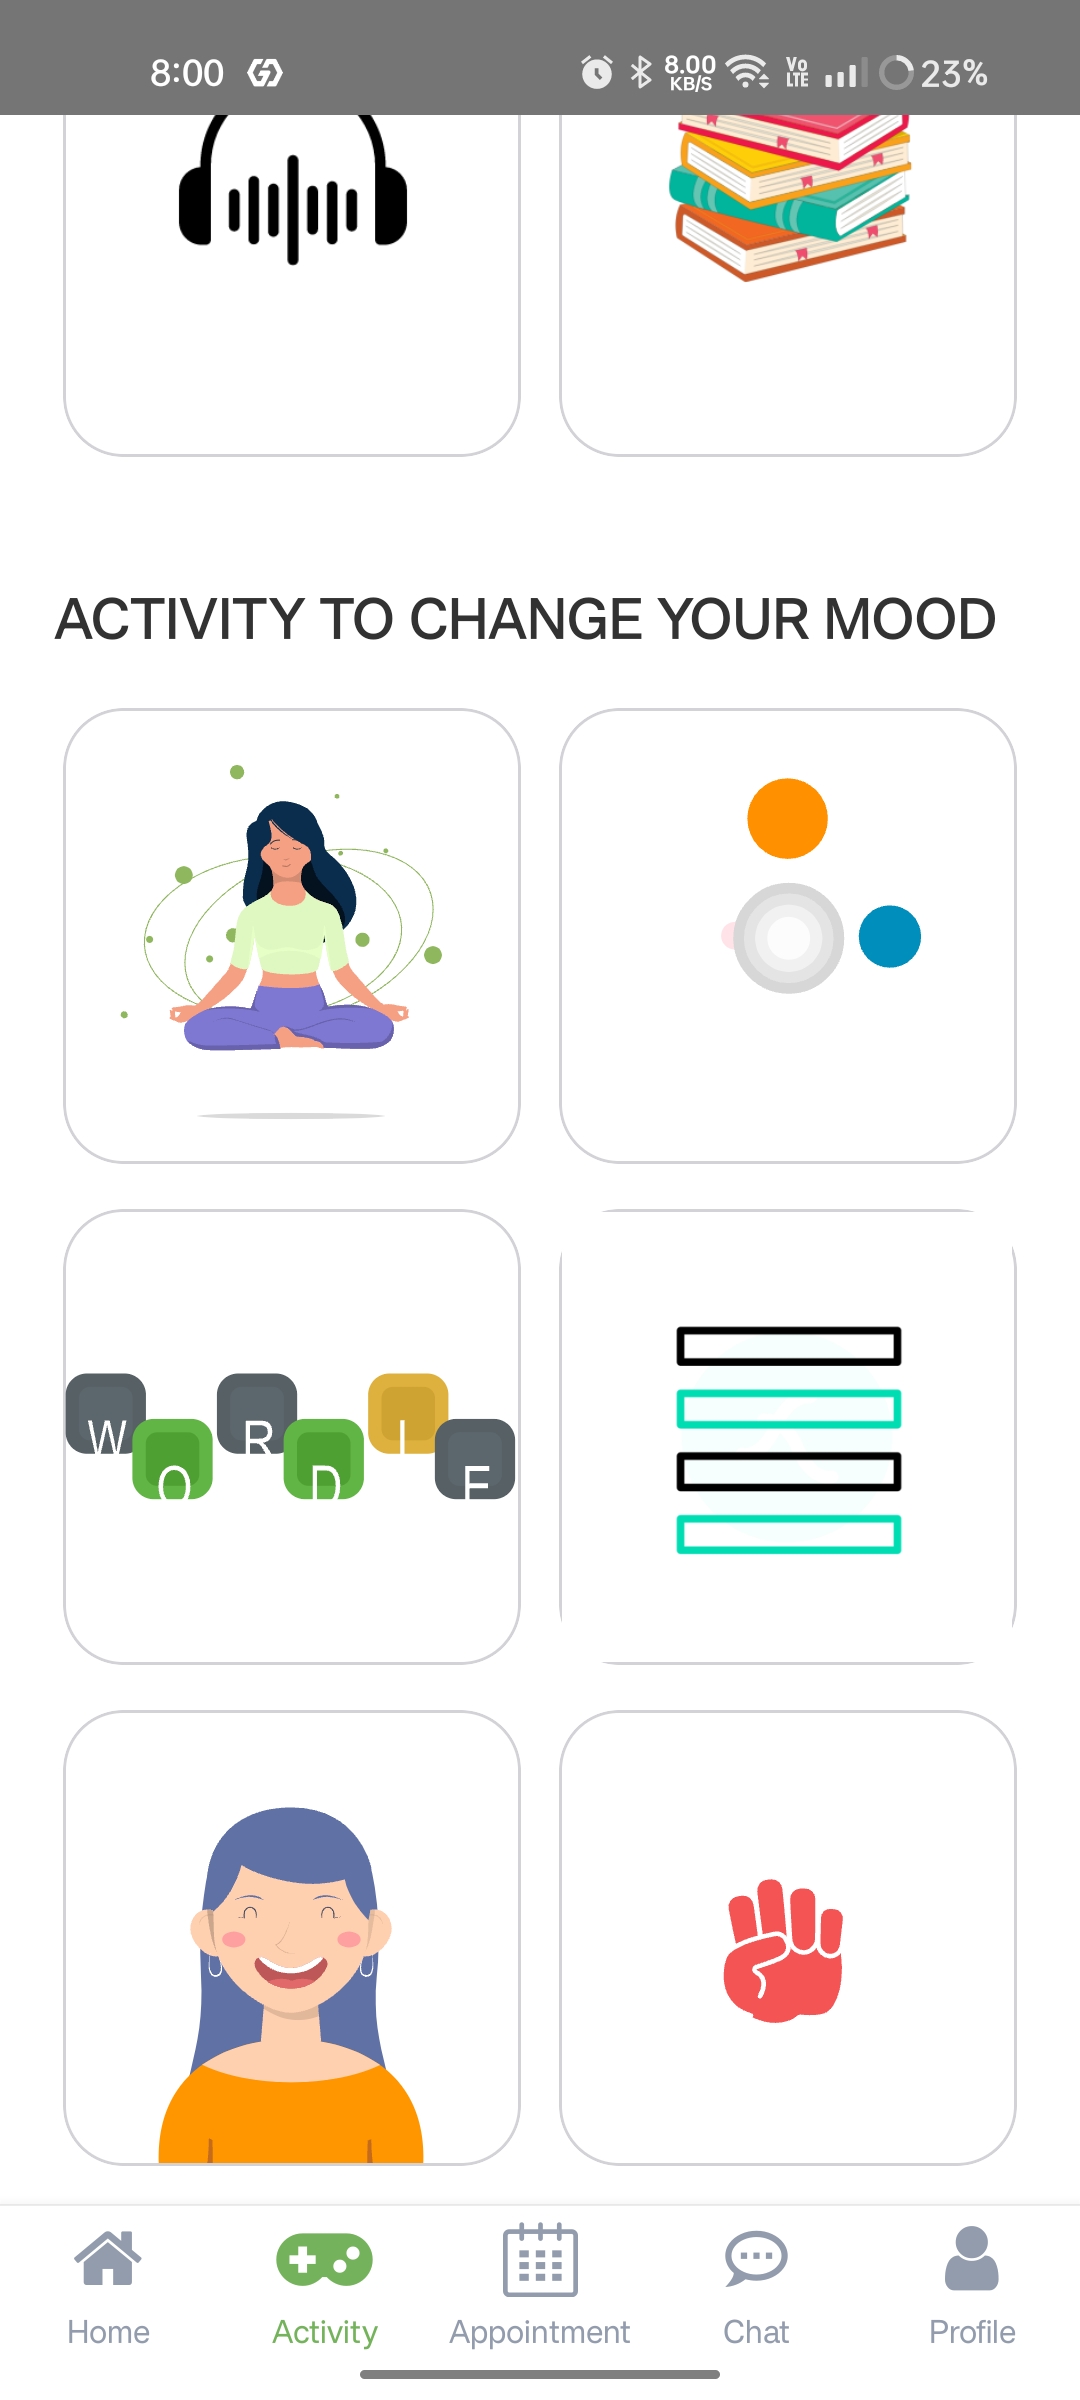 8:00 8.00 KB/S Vo LTE 23%
ACTIVITY TO CHANGE YOUR MOOD
W O R D L E
Home Activity Appointment Chat Profile